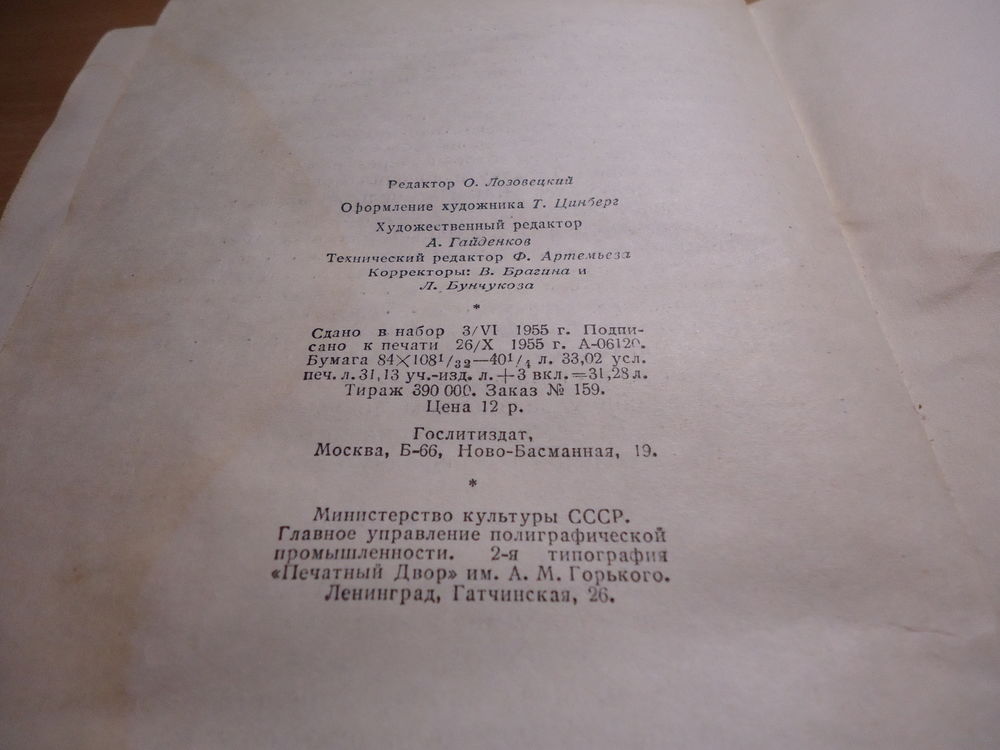 Редактор О. Лозовецкий
Оформление художника Т. Цинберг
Художественный редактор
А. Гайденков
Технический редактор Ф. Артемьева
Корректоры: В. Брагина и
Л. Бунчукова
*
Сдано в набор 3/VI 1955 г. Подпи-
сано к печати 26/X 1955 г. А-06120.
Бумага 84×108¹/₃₂—40¹/₄ л. 33,02 усл.
печ. л. 31,13 уч.-изд. л.+3 вкл.=31,28 л.
Тираж 390 000. Заказ № 159.
Цена 12 р.
Гослитиздат,
Москва, Б-66, Ново-Басманная, 19.
*
Министерство культуры СССР.
Главное управление полиграфической
промышленности. 2-я типография
«Печатный Двор» им. А. М. Горького.
Ленинград, Гатчинская, 26.